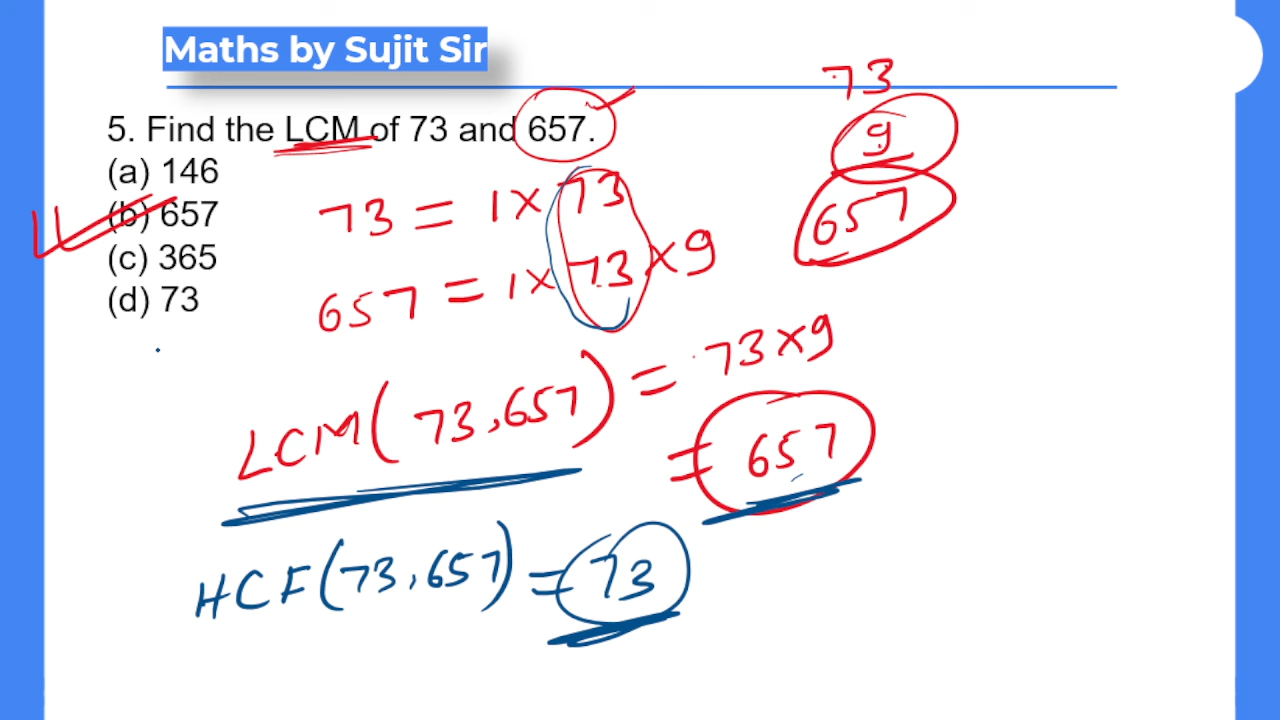 Maths by Sujit Sir
5. Find the LCM of 73 and 657.
(a) 146
(b) 657
(c) 365
(d) 73
73
9
657
73 = 1 × 73
657 = 1 × 73 × 9
LCM (73, 657) = 73 × 9
= 657
HCF (73, 657) = 73